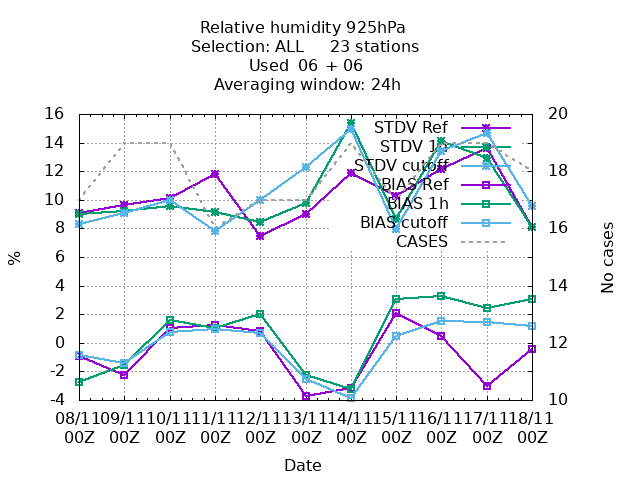 Relative humidity 925hPa
Selection: ALL 23 stations
Used 06 + 06
Averaging window: 24h
16
14
12
10
8
6
4
2
0
-2
-4
%
20
18
16
14
12
10
No cases
STDV Ref
STDV 1h
STDV cutoff
BIAS Ref
BIAS 1h
BIAS cutoff
CASES
08/11 09/11 10/11 11/11 12/11 13/11 14/11 15/11 16/11 17/11 18/11
00Z 00Z 00Z 00Z 00Z 00Z 00Z 00Z 00Z 00Z 00Z
Date